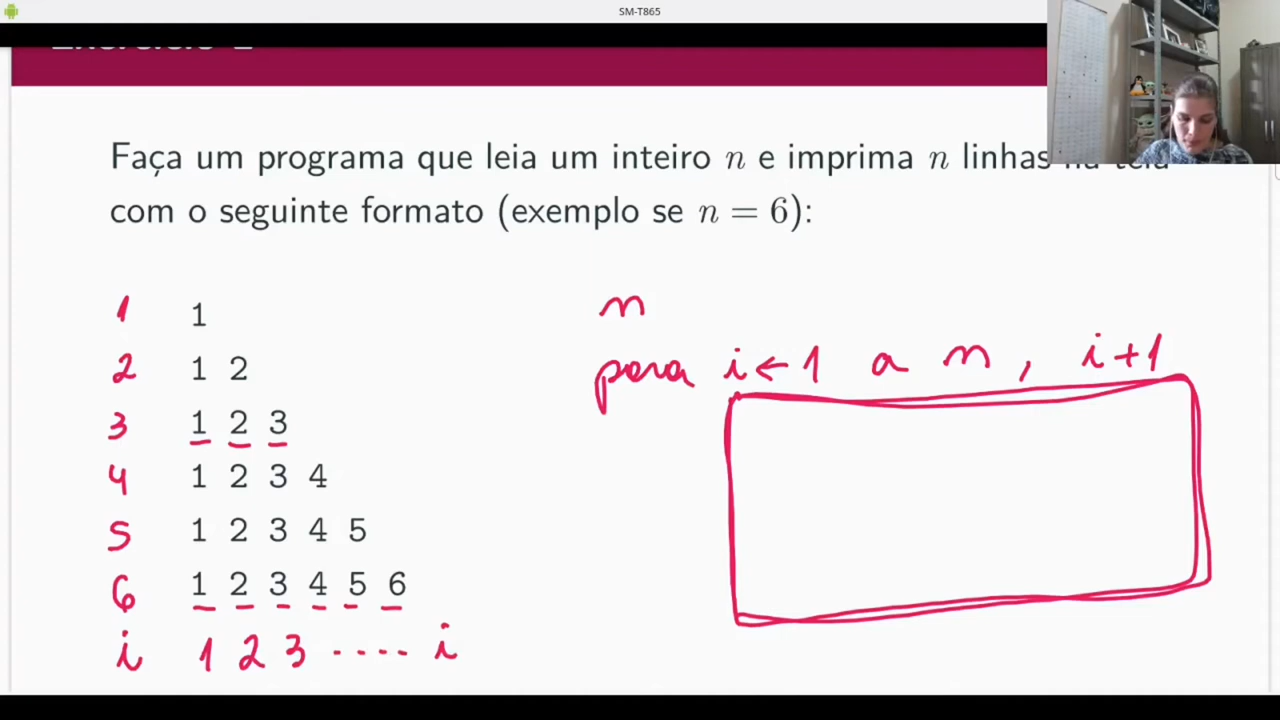 SM-T865
Faça um programa que leia um inteiro n e imprima n linhas na tela
com o seguinte formato (exemplo se n = 6):
1 1
2 1 2
3 1 2 3
4 1 2 3 4
5 1 2 3 4 5
6 1 2 3 4 5 6
i 1 2 3 ..... i
n
para i ← 1 a n, i+1